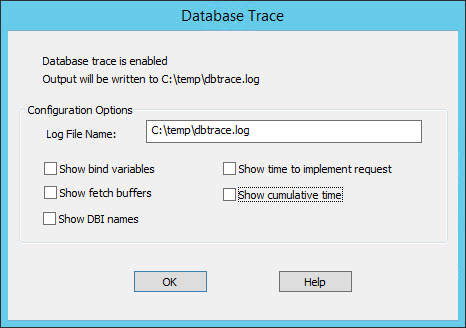 Database Trace
Database trace is enabled
Output will be written to C:\temp\dbtrace.log
Configuration Options
Log File Name: C:\temp\dbtrace.log
Show bind variables Show time to implement request
Show fetch buffers Show cumulative time
Show DBI names
OK Help